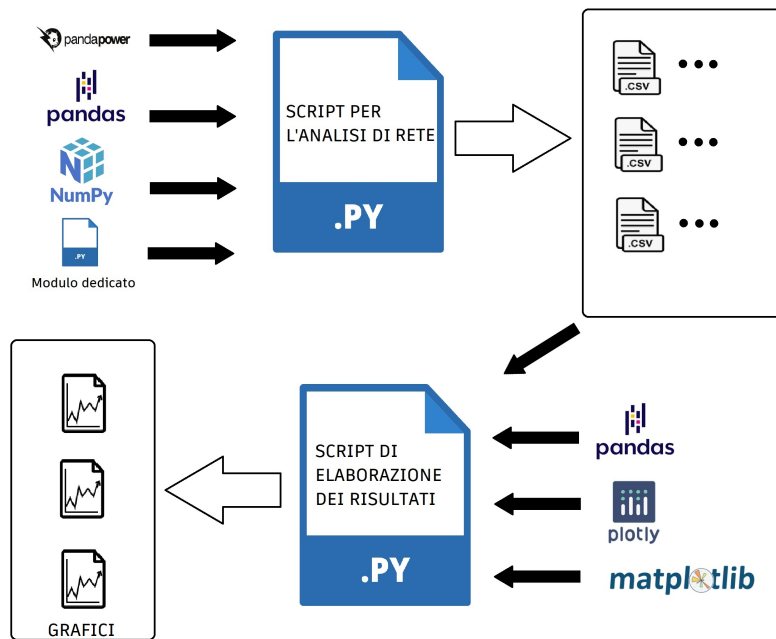 pandapower
pandas
NumPy
.PY
Modulo dedicato
SCRIPT PER
L'ANALISI DI RETE
.PY
.CSV
.CSV
.CSV
SCRIPT DI
ELABORAZIONE
DEI RISULTATI
.PY
pandas
plotly
matplotlib
GRAFICI